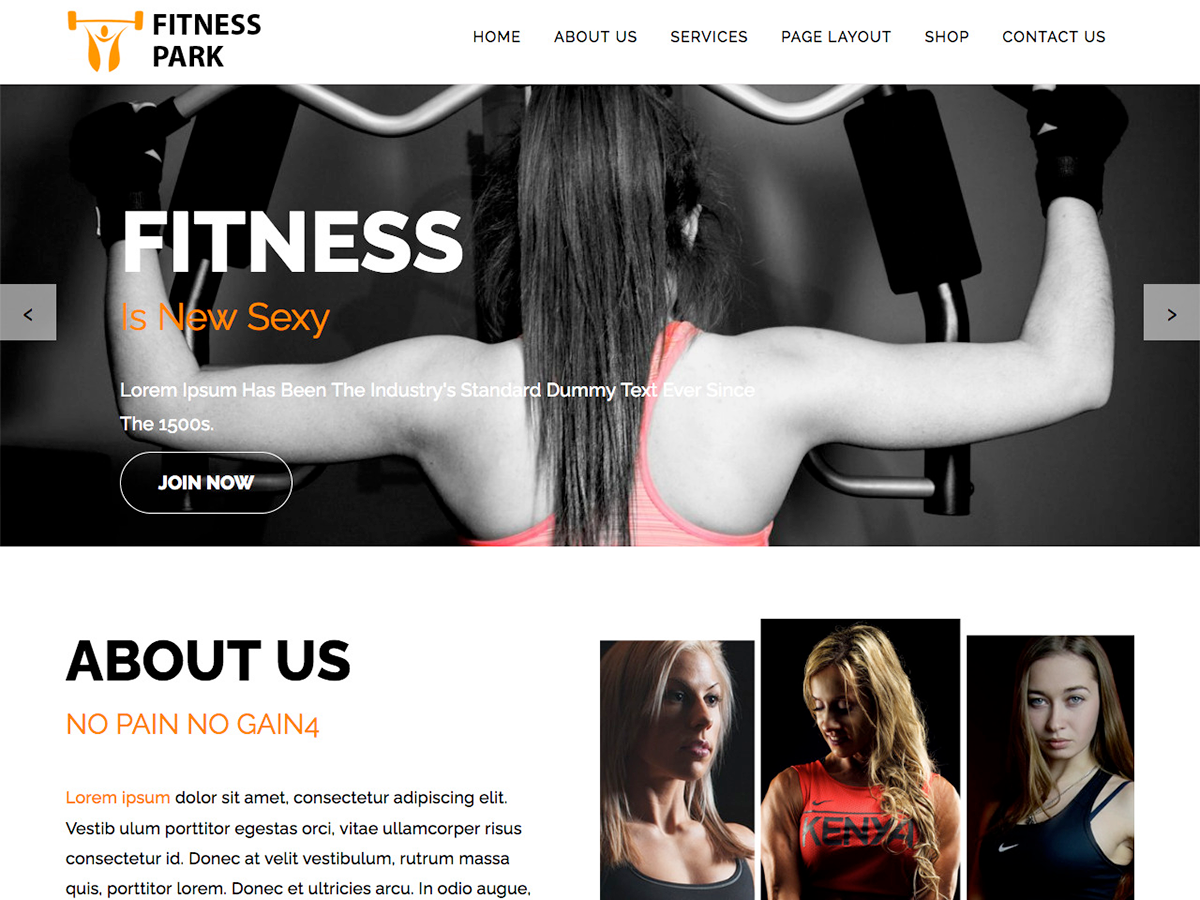 FITNESS
PARK
HOME ABOUT US SERVICES PAGE LAYOUT SHOP CONTACT US
FITNESS
Is New Sexy
<
>
Lorem Ipsum Has Been The Industry's Standard Dummy Text Ever Since
The 1500s.
JOIN NOW
ABOUT US
NO PAIN NO GAIN4
Lorem ipsum dolor sit amet, consectetur adipiscing elit.
Vestib ulum porttitor egestas orci, vitae ullamcorper risus
consectetur id. Donec at velit vestibulum, rutrum massa
quis, porttitor lorem. Donec et ultricies arcu. In odio augue,
KENYA